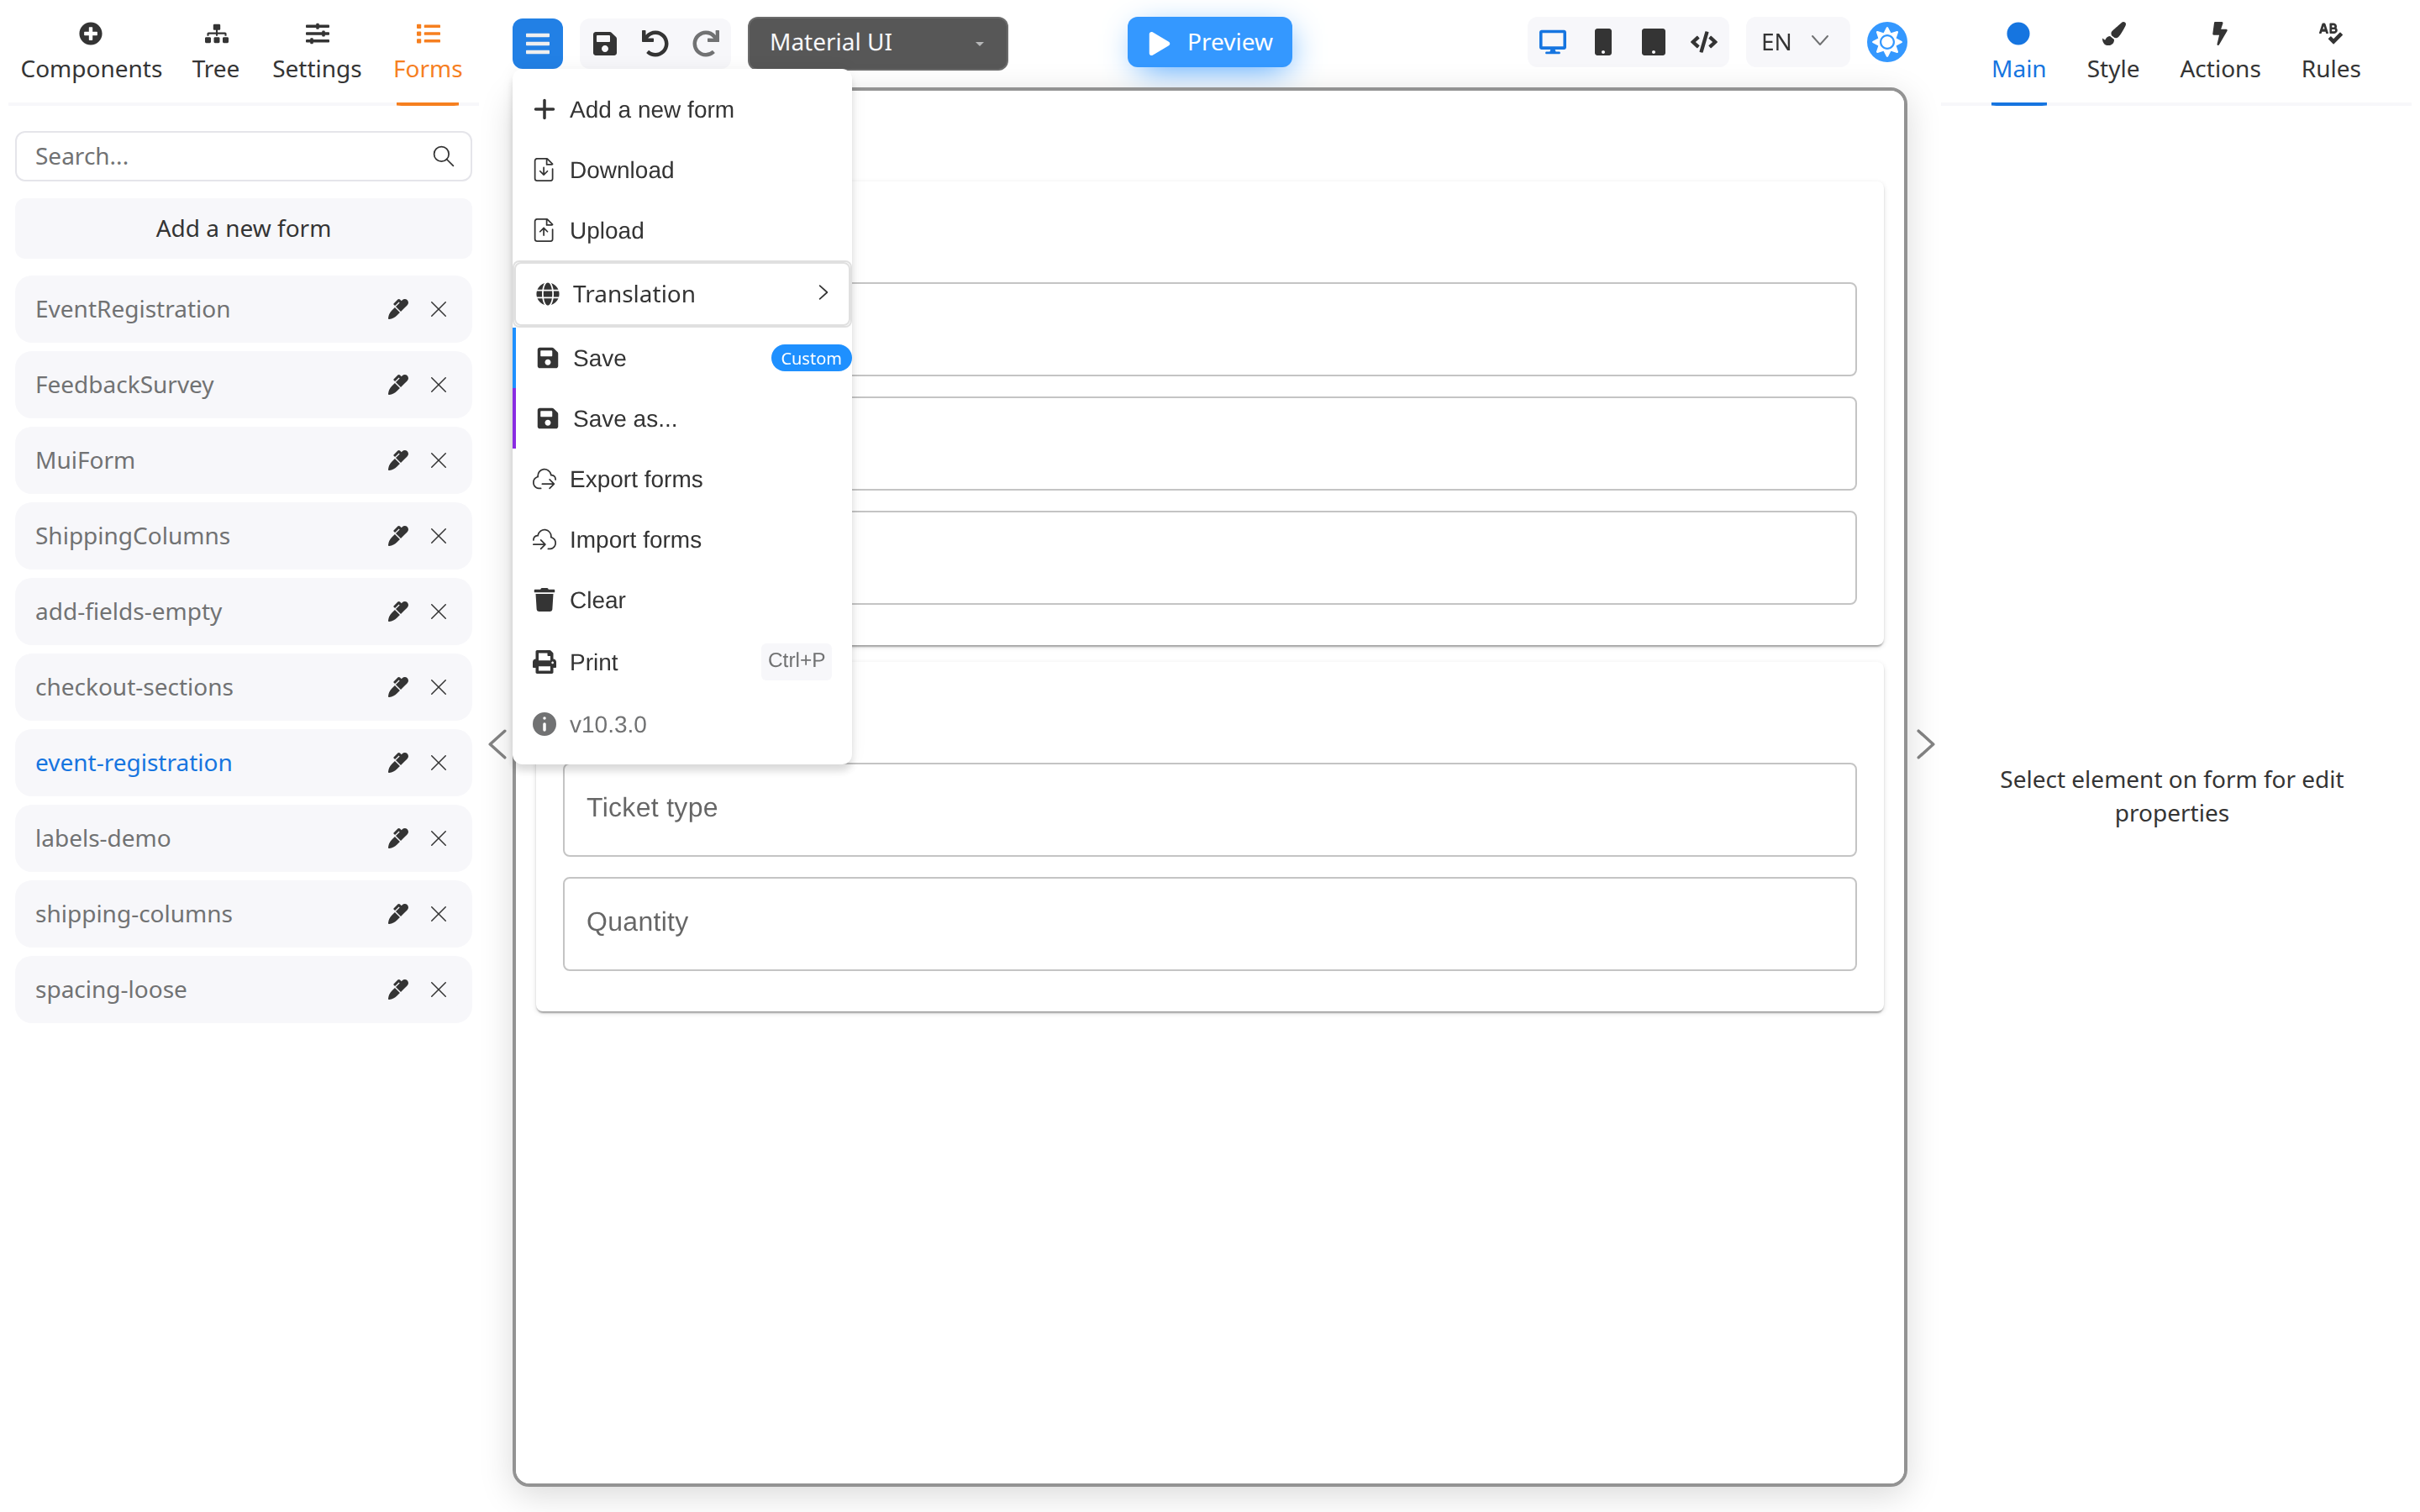 Components
Tree
Settings
Forms
Material UI
Preview
EN
Main
Style
Actions
AB
Rules
Search...
Add a new form
EventRegistration
FeedbackSurvey
MuiForm
ShippingColumns
add-fields-empty
checkout-sections
event-registration
labels-demo
shipping-columns
spacing-loose
Add a new form
Download
Upload
Translation
Save Custom
Save as...
Export forms
Import forms
Clear
Print Ctrl+P
v10.3.0
Ticket type
Quantity
Select element on form for edit
properties